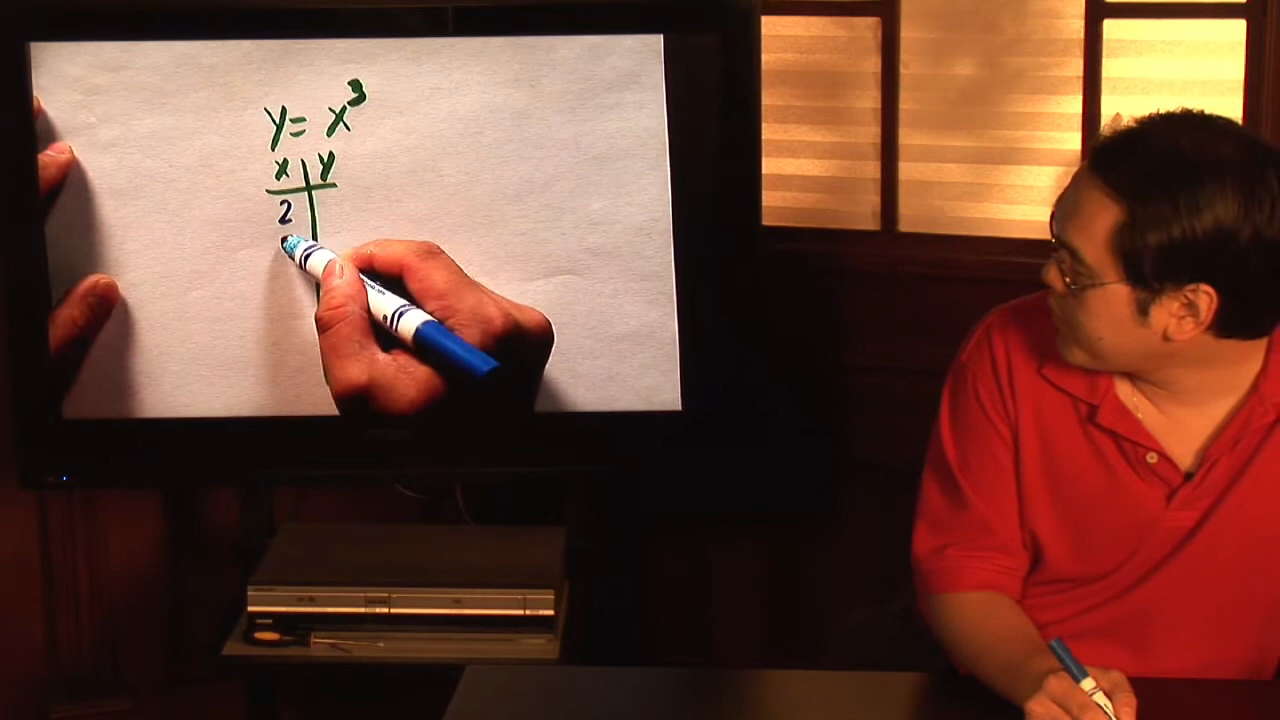 y = x³
x y
2